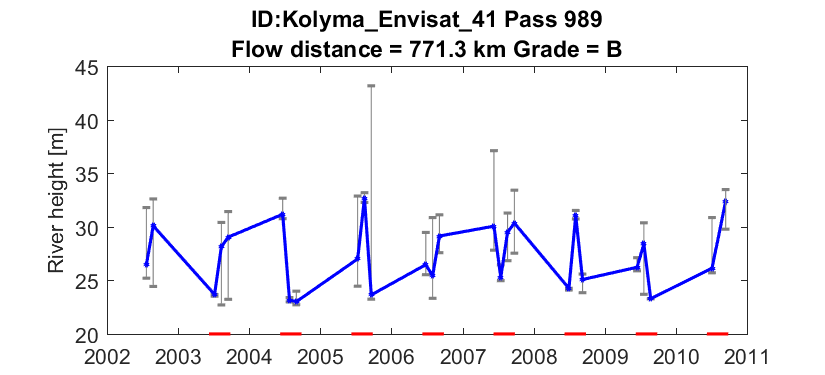 ID:Kolyma_Envisat_41 Pass 989
Flow distance = 771.3 km Grade = B
River height [m]
45
40
35
30
25
20
2002 2003 2004 2005 2006 2007 2008 2009 2010 2011